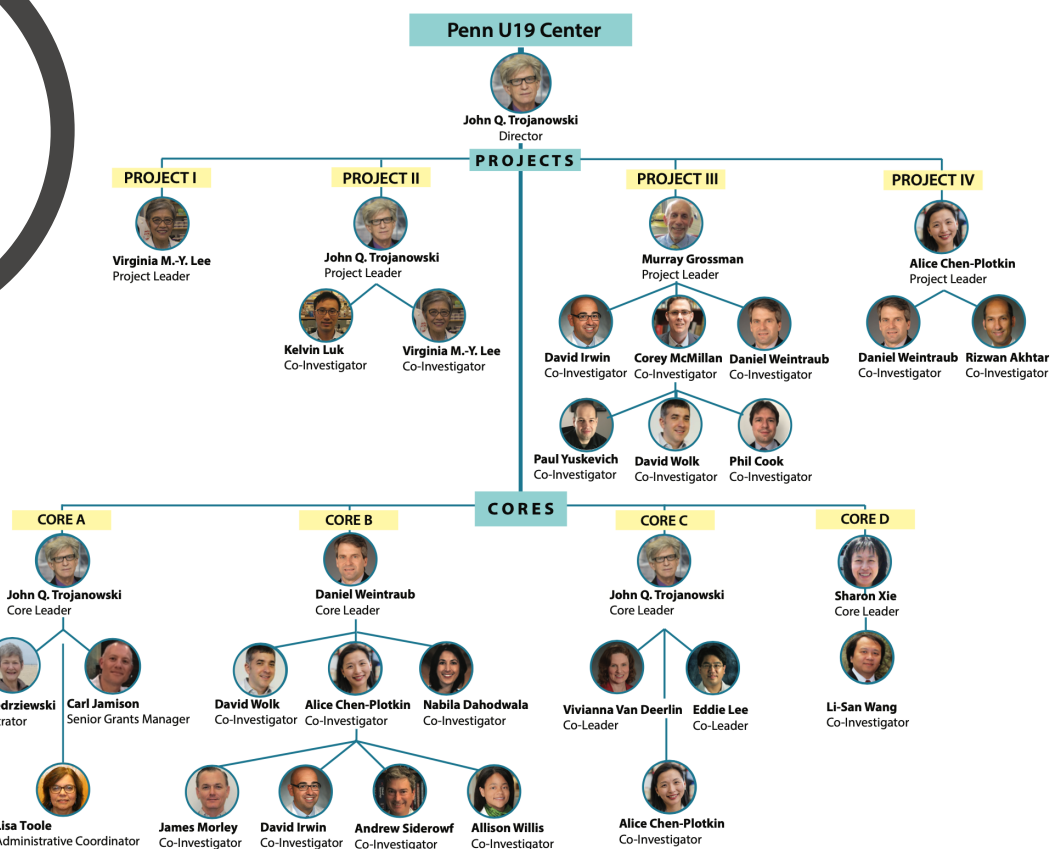 Penn U19 Center
John Q. Trojanowski
Director
PROJECTS
PROJECT I
Virginia M.-Y. Lee
Project Leader
PROJECT II
John Q. Trojanowski
Project Leader
Kelvin Luk
Co-Investigator
Virginia M.-Y. Lee
Co-Investigator
PROJECT III
Murray Grossman
Project Leader
David Irwin
Co-Investigator
Corey McMillan
Co-Investigator
Daniel Weintraub
Co-Investigator
Paul Yuskevich
Co-Investigator
David Wolk
Co-Investigator
Phil Cook
Co-Investigator
PROJECT IV
Alice Chen-Plotkin
Project Leader
Daniel Weintraub
Co-Investigator
Rizwan Akhtar
Co-Investigator
CORES
CORE A
John Q. Trojanowski
Core Leader
edrziewski
trator
Carl Jamison
Senior Grants Manager
Lisa Toole
Administrative Coordinator
CORE B
Daniel Weintraub
Core Leader
David Wolk
Co-Investigator
Alice Chen-Plotkin
Co-Investigator
Nabila Dahodwala
Co-Investigator
James Morley
Co-Investigator
David Irwin
Co-Investigator
Andrew Siderowf
Co-Investigator
Allison Willis
Co-Investigator
CORE C
John Q. Trojanowski
Core Leader
Vivianna Van Deerlin
Co-Leader
Eddie Lee
Co-Leader
Alice Chen-Plotkin
Co-Investigator
CORE D
Sharon Xie
Core Leader
Li-San Wang
Co-Investigator